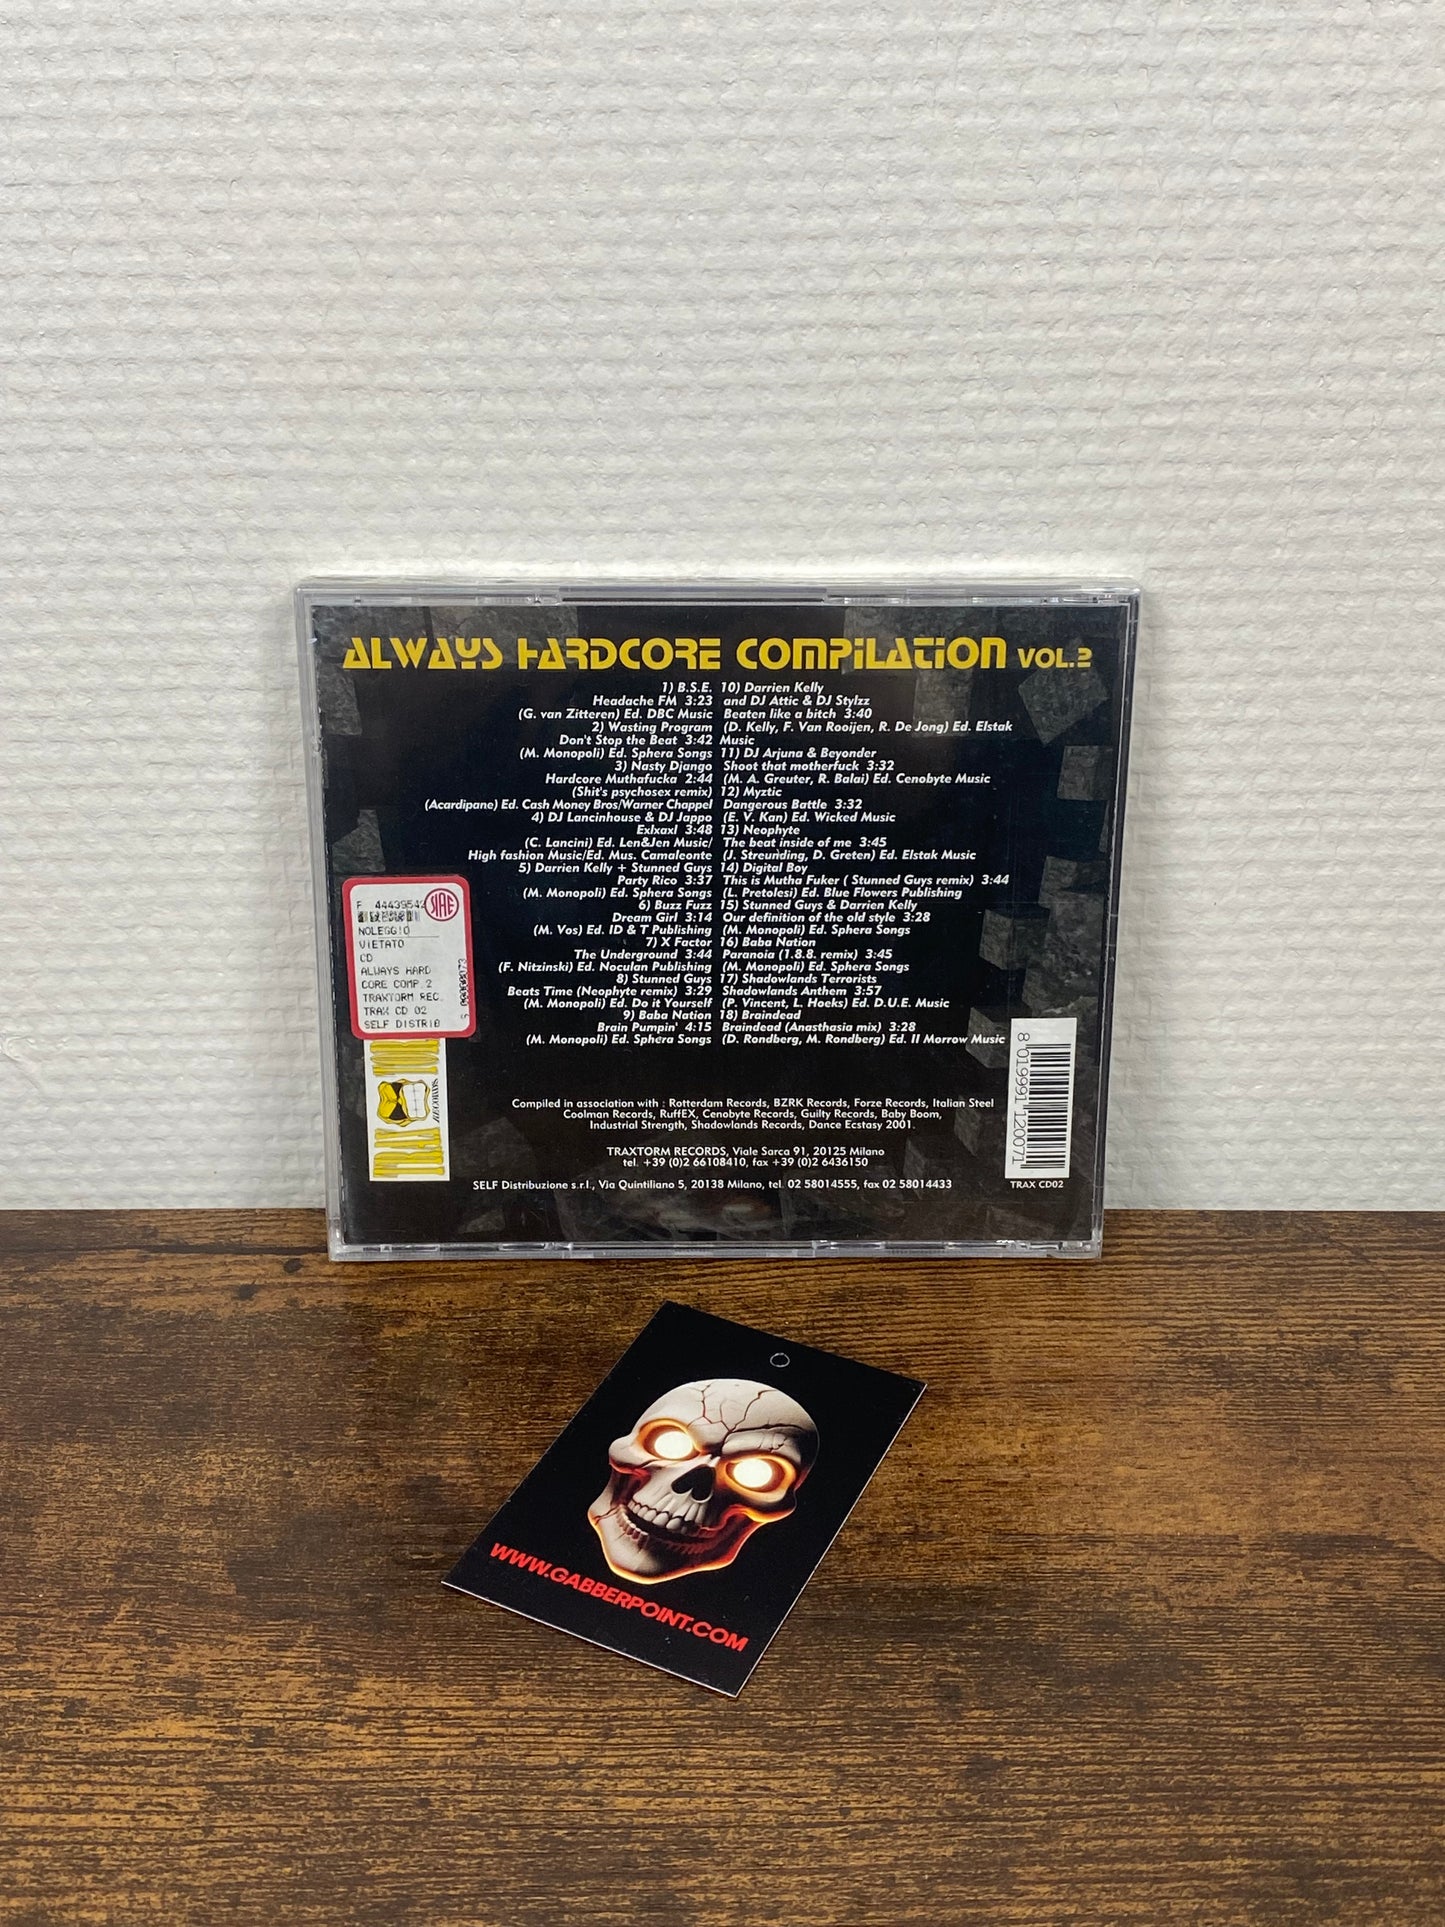 ALWAYS HARDCORE COMPILATION VOL.2
1) B.S.E.
Headache FM 3:23
(G. van Zitteren) Ed. DBC Music
2) Wasting Program
Don't Stop the Beat 3:42
(M. Monopoli) Ed. Sphera Songs
3) Nasty Django
Hardcore Muthafucka 2:44
(Shit's psychosex remix)
(Acardipane) Ed. Cash Money Bros/Warner Chappel
4) DJ Lancinhouse & DJ Jappo
Exlxaxl 3:48
(C. Lancini) Ed. Len&Jen Music/
High fashion Music/Ed. Mus. Camaleonte
5) Darrien Kelly + Stunned Guys
Party Rico 3:37
(M. Monopoli) Ed. Sphera Songs
6) Buzz Fuzz
Dream Girl 3:14
(M. Vos) Ed. ID & T Publishing
7) X Factor
The Underground 3:44
(F. Nitzinski) Ed. Noculan Publishing
8) Stunned Guys
Beats Time (Neophyte remix) 3:29
(M. Monopoli) Ed. Do it Yourself
9) Baba Nation
Brain Pumpin' 4:15
(M. Monopoli) Ed. Sphera Songs
10) Darrien Kelly
and DJ Attic & DJ Stylzz
Beaten like a bitch 3:40
(D. Kelly, F. Van Rooijen, R. De Jong) Ed. Elstak
Music
11) DJ Arjuna & Beyonder
Shoot that motherfuck 3:32
(M. A. Greuter, R. Balai) Ed. Cenobyte Music
12) Myztic
Dangerous Battle 3:32
(E. V. Kan) Ed. Wicked Music
13) Neophyte
The beat inside of me 3:45
(J. Streunding, D. Greten) Ed. Elstak Music
14) Digital Boy
This is Mutha Fuker ( Stunned Guys remix) 3:44
(L. Pretolesi) Ed. Blue Flowers Publishing
15) Stunned Guys & Darrien Kelly
Our definition of the old style 3:28
(M. Monopoli) Ed. Sphera Songs
16) Baba Nation
Paranoia (1.8.8. remix) 3:45
(M. Monopoli) Ed. Sphera Songs
17) Shadowlands Terrorists
Shadowlands Anthem 3:57
(P. Vincent, L. Hoeks) Ed. D.U.E. Music
18) Braindead
Braindead (Anasthasia mix) 3:28
(D. Rondberg, M. Rondberg) Ed. II Morrow Music
SIAE
NOLEGGIO
VIETATO
CD
ALWAYS HARD
CORE COMP.2
TRAXTORM REC.
TRAX CD 02
SELF DISTRIB
TRAX
Compiled in association with : Rotterdam Records, BZRK Records, Forze Records, Italian Steel
Coolman Records, RuffEX, Cenobyte Records, Guilty Records, Baby Boom,
Industrial Strength, Shadowlands Records, Dance Ecstasy 2001.
TRAXTORM RECORDS, Viale Sarca 91, 20125 Milano
tel. +39 (0)2 66108410, fax +39 (0)2 6436150
SELF Distribuzione s.r.l., Via Quintiliano 5, 20138 Milano, tel. 02 58014555, fax 02 58014433
8 019991 120071
TRAX CD02
WWW.GABBERPOINT.COM